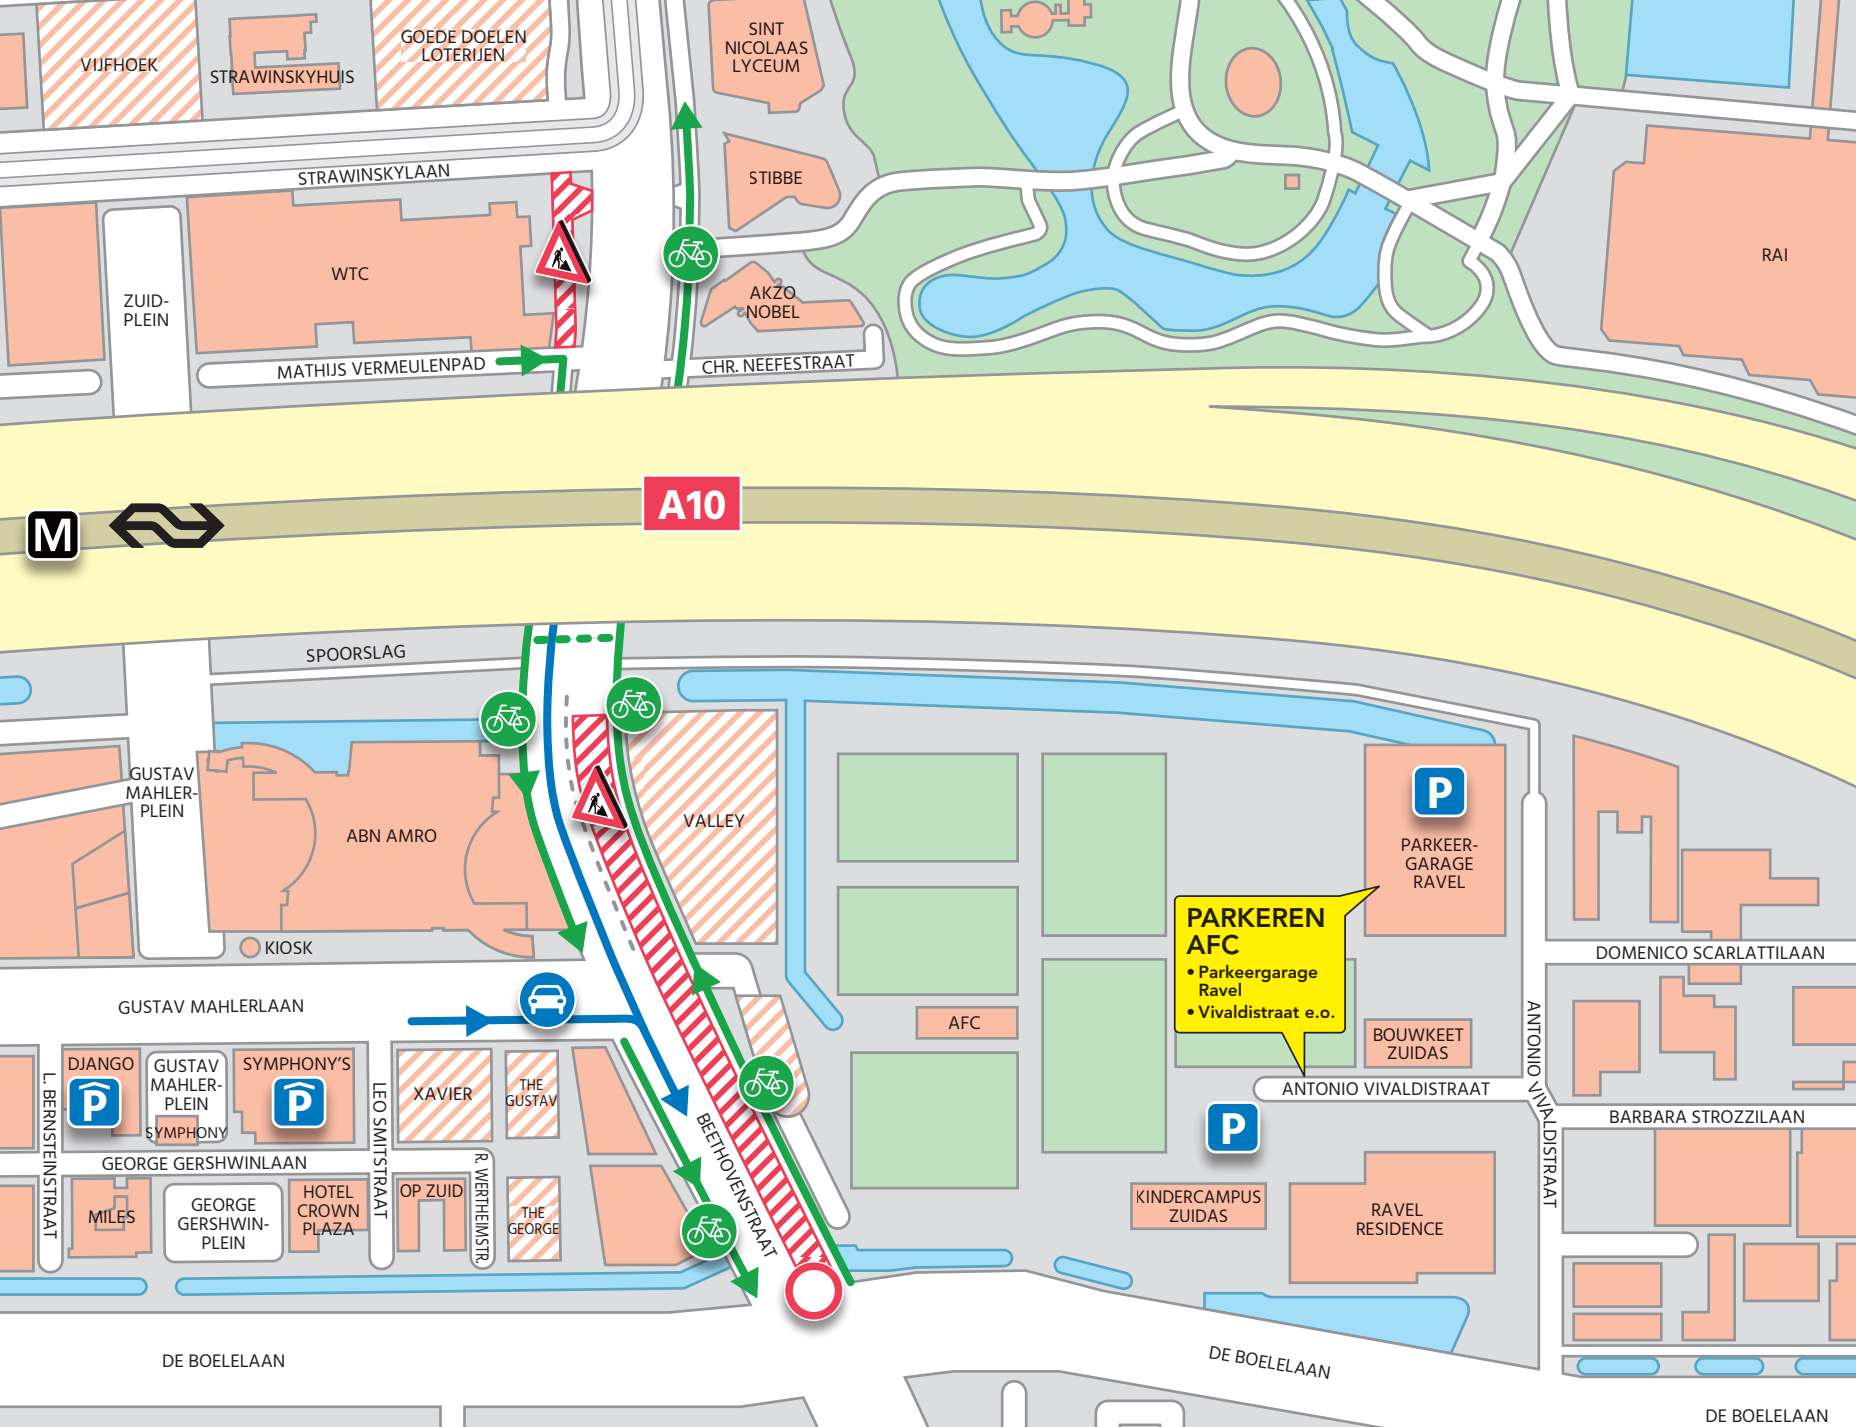 VIJFHOEK
STRAWINSKYHUIS
GOEDE DOELEN
LOTERIJEN
SINT
NICOLAAS
LYCEUM
STRAWINSKYLAAN
STIBBE
WTC
ZUID-
PLEIN
AKZO
NOBEL
RAI
MATHIJS VERMEULENPAD
CHR. NEEFESTRAAT
A10
M
SPOORSLAG
GUSTAV
MAHLER-
PLEIN
ABN AMRO
VALLEY
P
PARKEER-
GARAGE
RAVEL
PARKEREN
AFC
• Parkeergarage
Ravel
• Vivaldistraat e.o.
KIOSK
DOMENICO SCARLATTILAAN
GUSTAV MAHLERLAAN
AFC
BOUWKEET
ZUIDAS
ANTONIO VIVALDISTRAAT
ANTONIO VIVALDISTRAAT
BARBARA STROZZILAAN
DJANGO
P
GUSTAV
MAHLER-
PLEIN
SYMPHONY
SYMPHONY'S
P
XAVIER
THE
GUSTAV
L. BERNSTEINSTRAAT
LEO SMITSTRAAT
BEETHOVENSTRAAT
P
GEORGE GERSHWINLAAN
R. WERTHEIMSTR.
MILES
GEORGE
GERSHWIN-
PLEIN
HOTEL
CROWN
PLAZA
OP ZUID
THE
GEORGE
KINDERCAMPUS
ZUIDAS
RAVEL
RESIDENCE
DE BOELELAAN
DE BOELELAAN
DE BOELELAAN